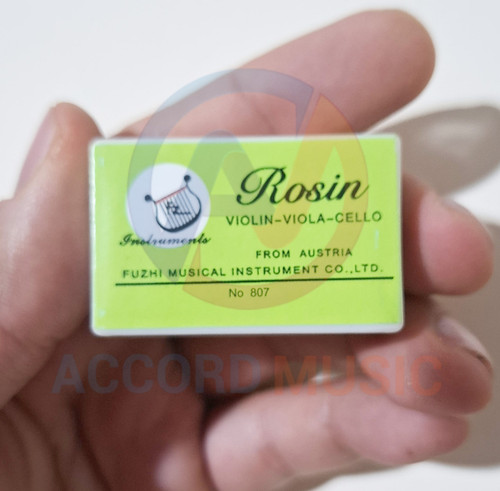 Rosin
VIOLIN-VIOLA-CELLO
Instruments
FROM AUSTRIA
FUZHI MUSICAL INSTRUMENT CO.,LTD.
No 807
ACCORD MUSIC